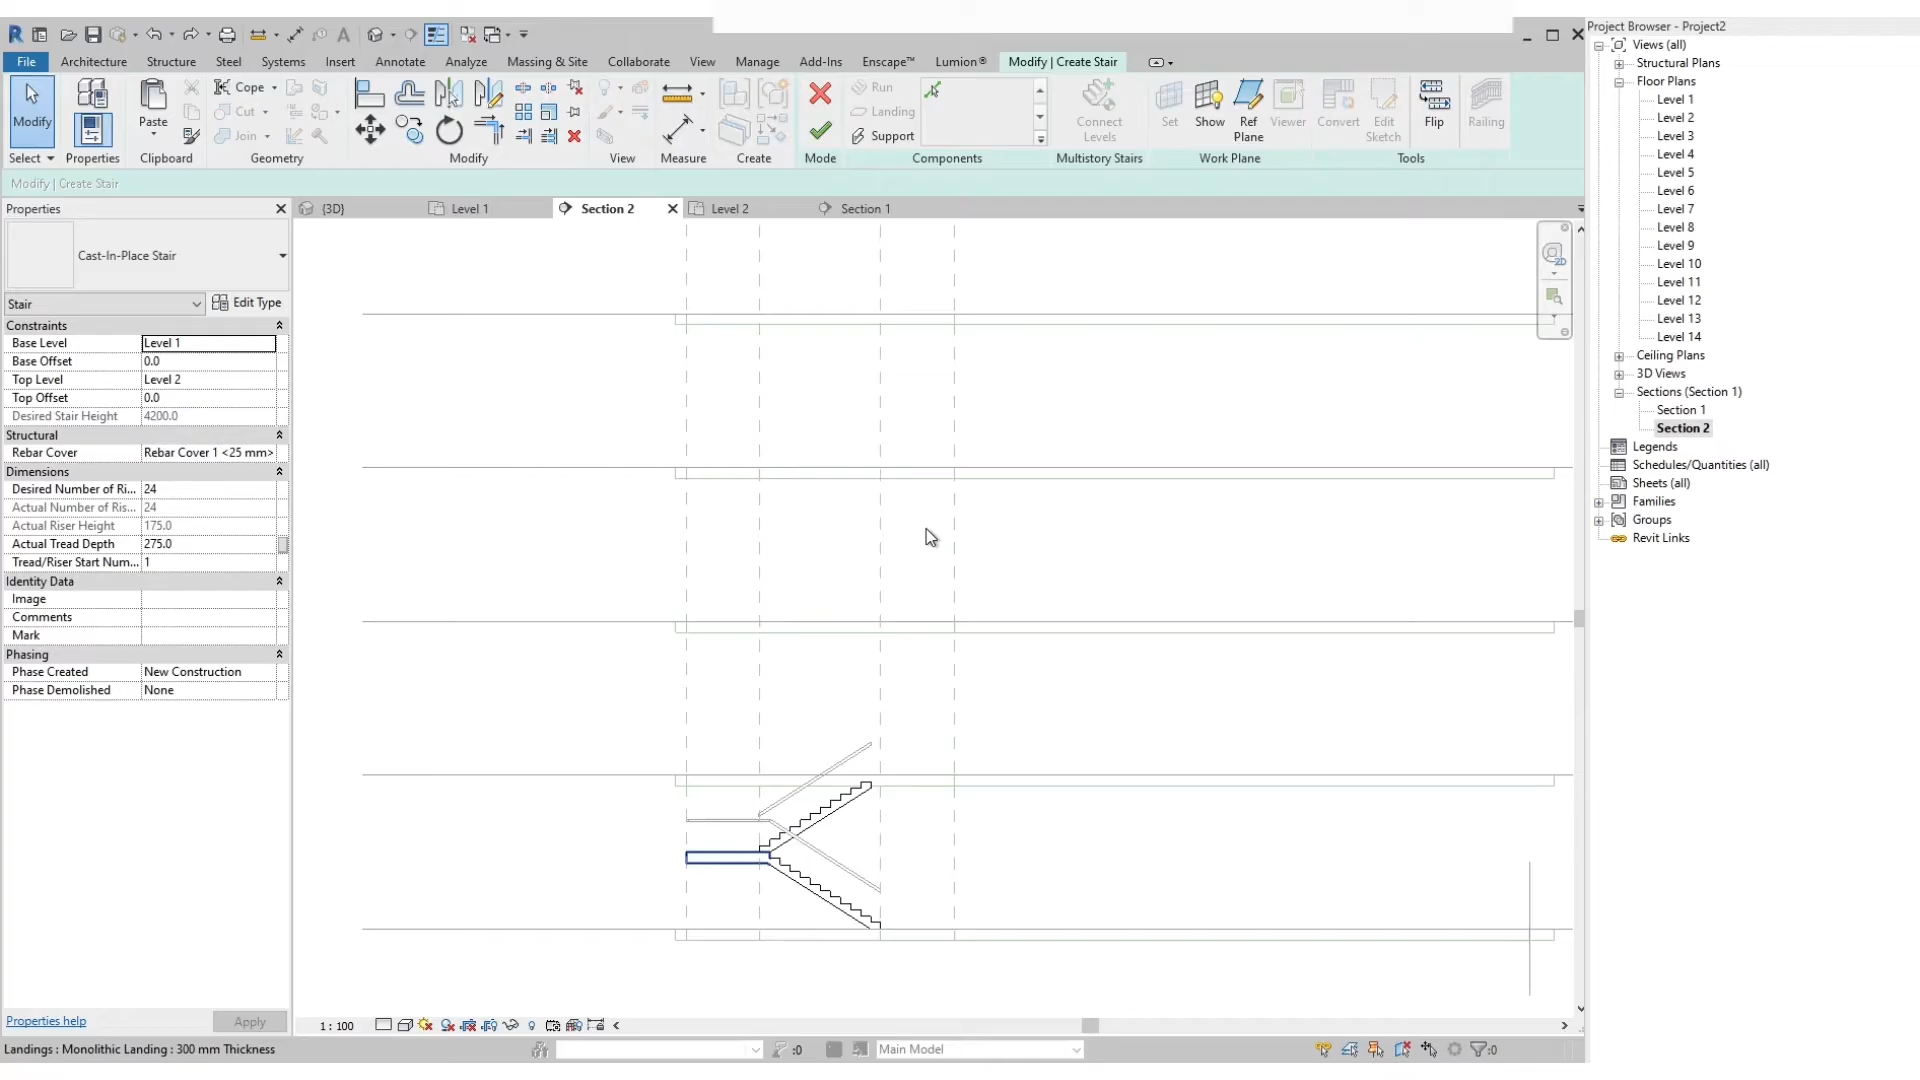 Project Browser - Project2
File Architecture Structure Steel Systems Insert Annotate Analyze Massing & Site Collaborate View Manage Add-Ins Enscape™ Lumion® Modify | Create Stair
Modify
Paste
Cope
Cut
Join
Run
Landing
Support
Connect Levels
Set
Show
Ref Plane
Viewer
Convert
Edit Sketch
Flip
Railing
Select Properties Clipboard Geometry Modify View Measure Create Mode Components Multistory Stairs Work Plane Tools
Modify | Create Stair
Properties
{3D} Level 1 Section 2 Level 2 Section 1
Cast-In-Place Stair
Stair
Edit Type
Constraints
Base Level Level 1
Base Offset 0.0
Top Level Level 2
Top Offset 0.0
Desired Stair Height 4200.0
Structural
Rebar Cover Rebar Cover 1 <25 mm>
Dimensions
Desired Number of Ri... 24
Actual Number of Ris... 24
Actual Riser Height 175.0
Actual Tread Depth 275.0
Tread/Riser Start Num... 1
Identity Data
Image
Comments
Mark
Phasing
Phase Created New Construction
Phase Demolished None
Properties help
Apply
2D
1 : 100
Landings : Monolithic Landing : 300 mm Thickness
:0
Main Model
:0
Views (all)
Structural Plans
Floor Plans
Level 1
Level 2
Level 3
Level 4
Level 5
Level 6
Level 7
Level 8
Level 9
Level 10
Level 11
Level 12
Level 13
Level 14
Ceiling Plans
3D Views
Sections (Section 1)
Section 1
Section 2
Legends
Schedules/Quantities (all)
Sheets (all)
Families
Groups
Revit Links